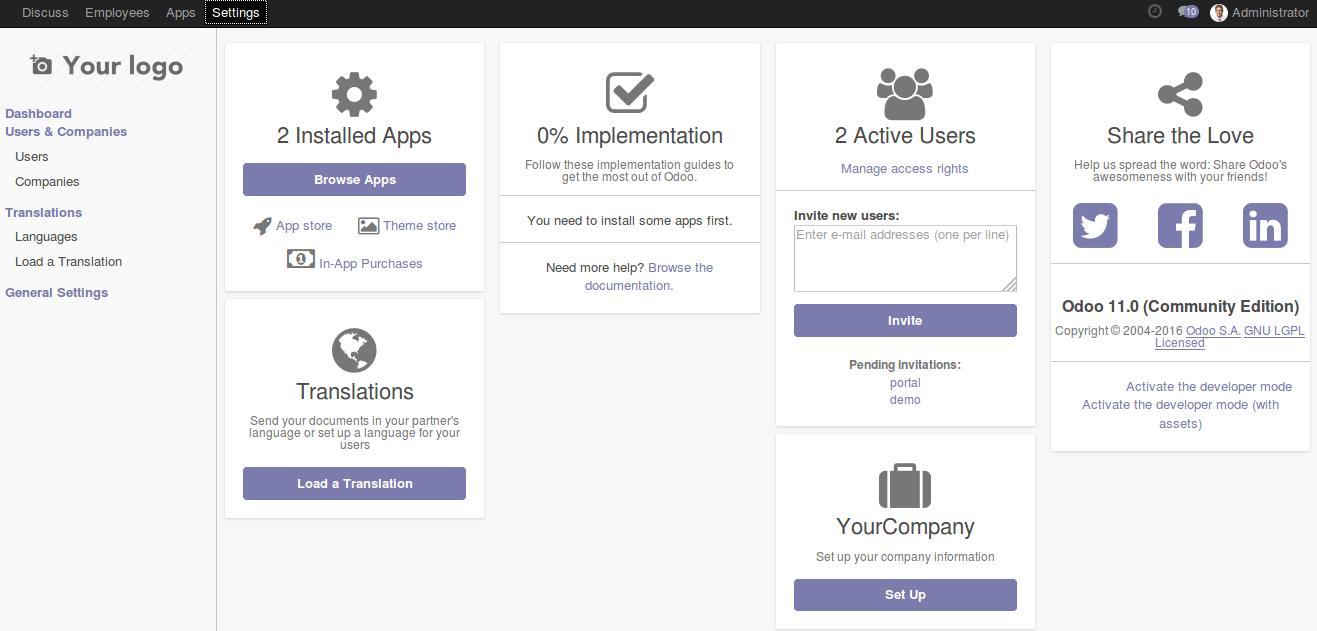 Discuss Employees Apps Settings
10 Administrator
Your logo
Dashboard
Users & Companies
Users
Companies
Translations
Languages
Load a Translation
General Settings
2 Installed Apps
Browse Apps
App store Theme store
1 In-App Purchases
Translations
Send your documents in your partner's
language or set up a language for your
users
Load a Translation
0% Implementation
Follow these implementation guides to
get the most out of Odoo.
You need to install some apps first.
Need more help? Browse the
documentation.
2 Active Users
Manage access rights
Invite new users:
Enter e-mail addresses (one per line)
Invite
Pending invitations:
portal
demo
YourCompany
Set up your company information
Set Up
Share the Love
Help us spread the word: Share Odoo's
awesomeness with your friends!
Odoo 11.0 (Community Edition)
Copyright © 2004-2016 Odoo S.A. GNU LGPL
Licensed
Activate the developer mode
Activate the developer mode (with
assets)